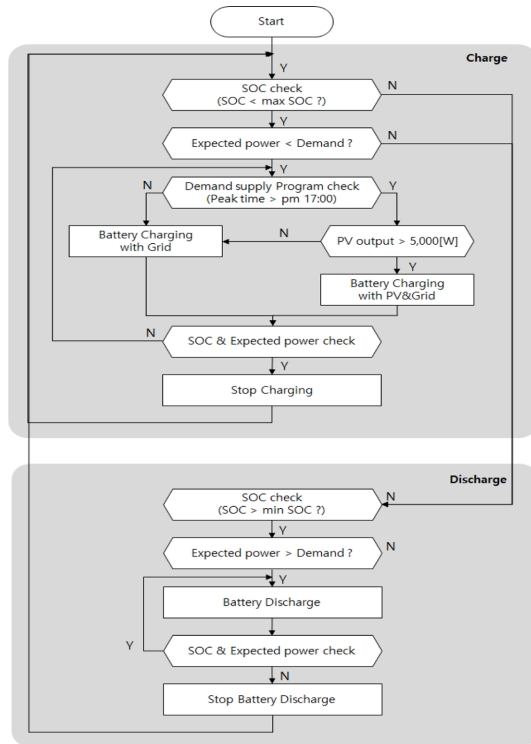 Start
Charge
Y
SOC check
(SOC < max SOC ?)
N
Y
Expected power < Demand ?
N
Y
Demand supply Program check
(Peak time > pm 17:00)
N
Y
Battery Charging
with Grid
N
PV output > 5,000[W]
Y
Battery Charging
with PV&Grid
SOC & Expected power check
N
Y
Stop Charging
Discharge
SOC check
(SOC > min SOC ?)
N
Y
Expected power > Demand ?
N
Y
Battery Discharge
Y
SOC & Expected power check
N
Stop Battery Discharge